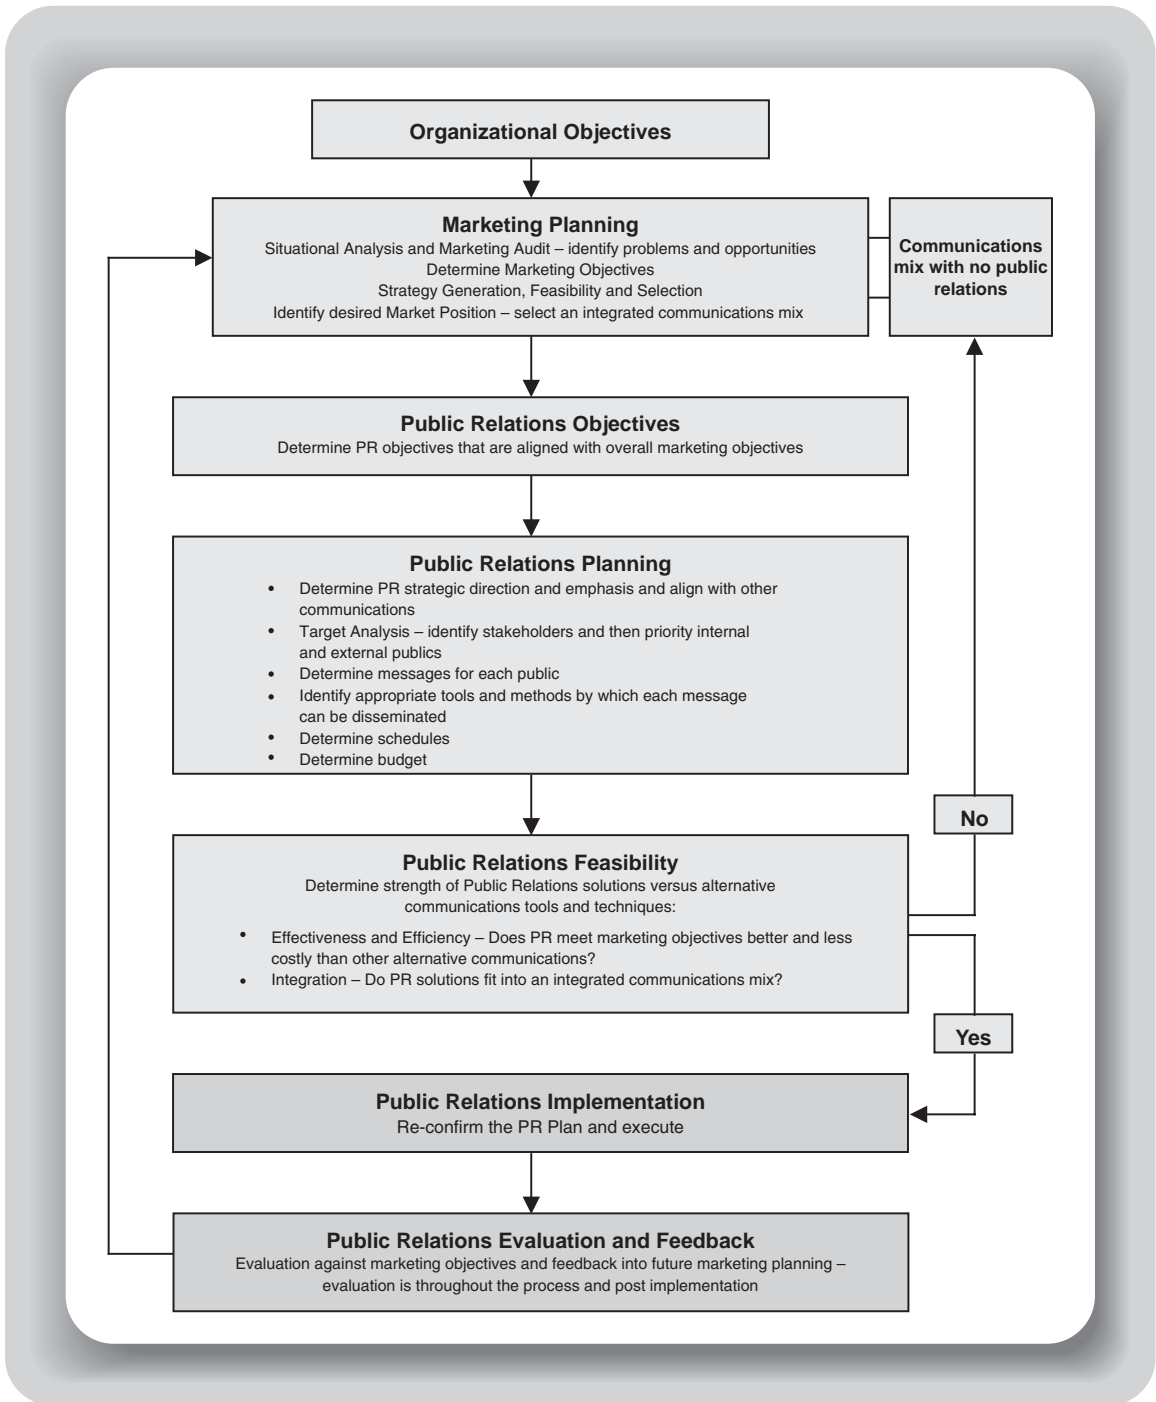 Organizational Objectives
Marketing Planning
Situational Analysis and Marketing Audit – identify problems and opportunities
Determine Marketing Objectives
Strategy Generation, Feasibility and Selection
Identify desired Market Position – select an integrated communications mix
Communications
mix with no public
relations
Public Relations Objectives
Determine PR objectives that are aligned with overall marketing objectives
Public Relations Planning
• Determine PR strategic direction and emphasis and align with other
communications
• Target Analysis – identify stakeholders and then priority internal
and external publics
• Determine messages for each public
• Identify appropriate tools and methods by which each message
can be disseminated
• Determine schedules
• Determine budget
No
Public Relations Feasibility
Determine strength of Public Relations solutions versus alternative
communications tools and techniques:
• Effectiveness and Efficiency – Does PR meet marketing objectives better and less
costly than other alternative communications?
• Integration – Do PR solutions fit into an integrated communications mix?
Yes
Public Relations Implementation
Re-confirm the PR Plan and execute
Public Relations Evaluation and Feedback
Evaluation against marketing objectives and feedback into future marketing planning –
evaluation is throughout the process and post implementation